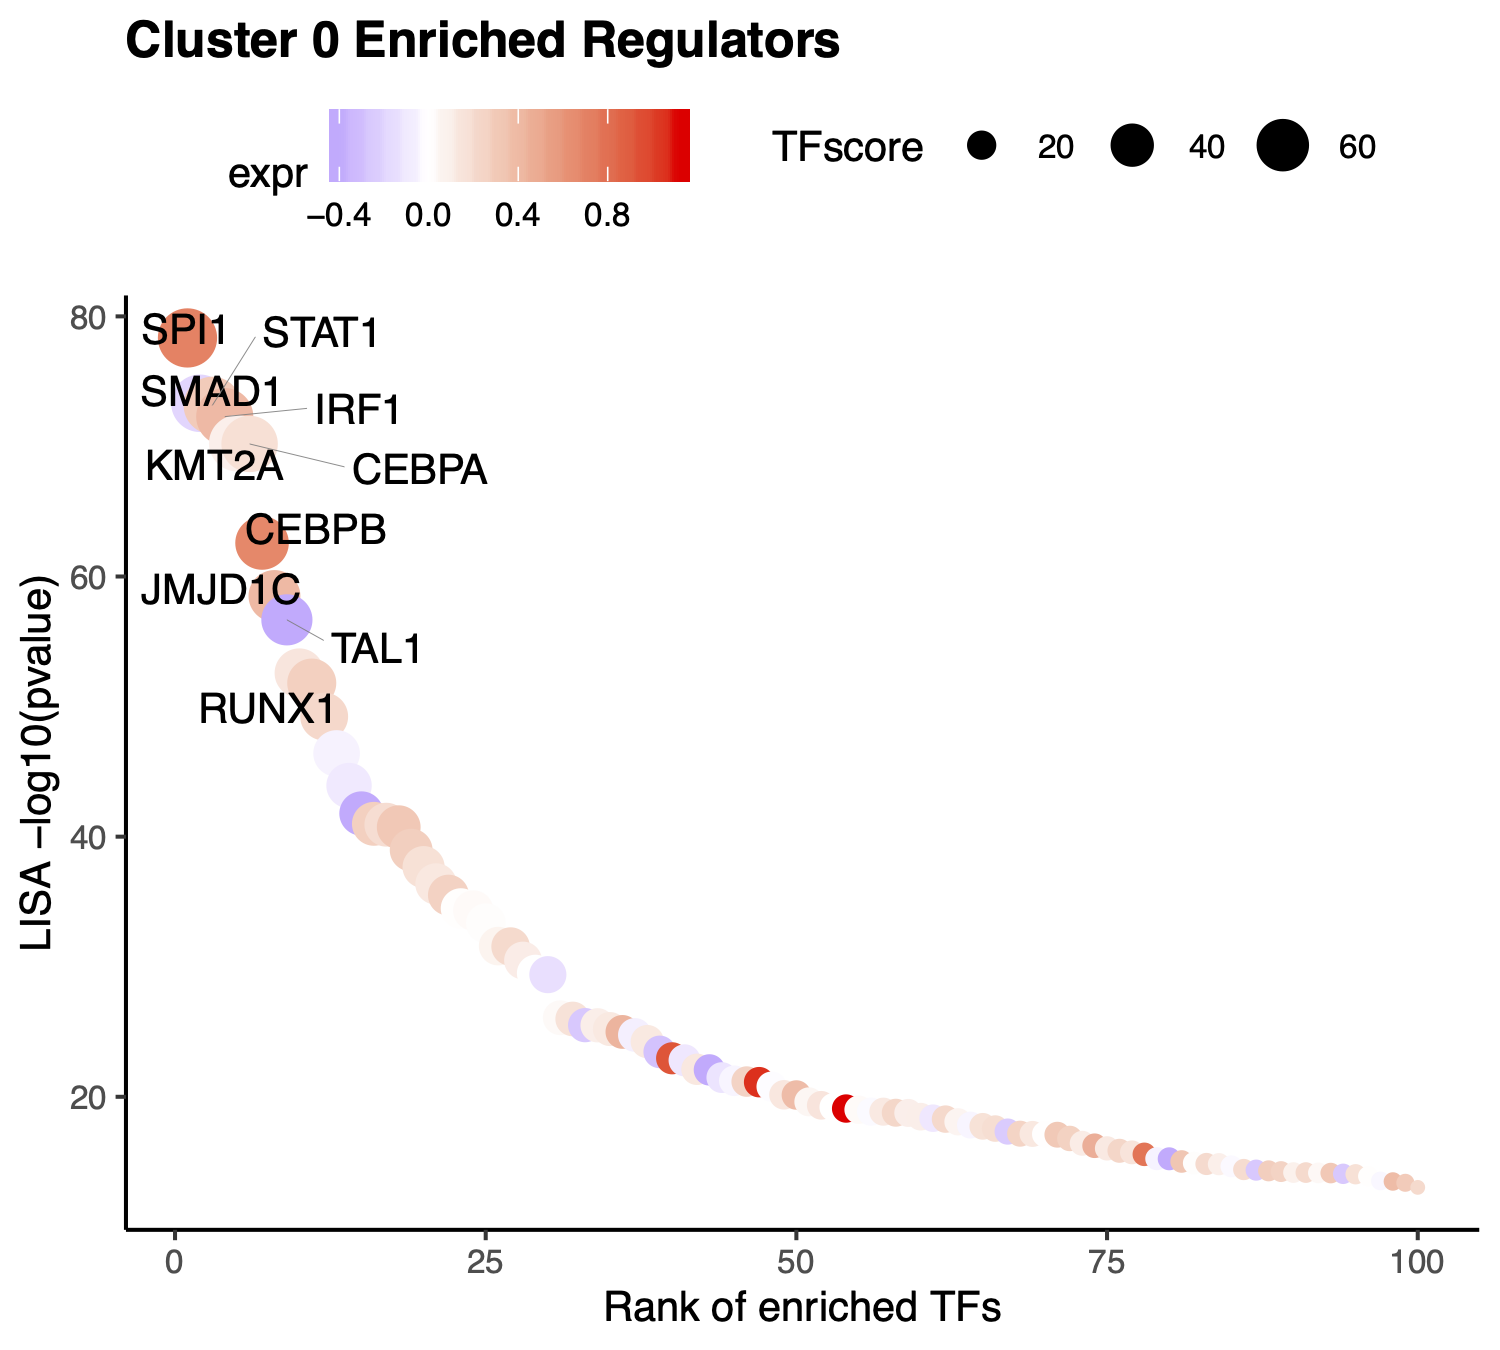 Cluster 0 Enriched Regulators
expr
−0.4 0.0 0.4 0.8
TFscore 20 40 60
LISA −log10(pvalue)
80
60
40
20
SPI1
STAT1
SMAD1
IRF1
KMT2A
CEBPA
CEBPB
JMJD1C
TAL1
RUNX1
0 25 50 75 100
Rank of enriched TFs